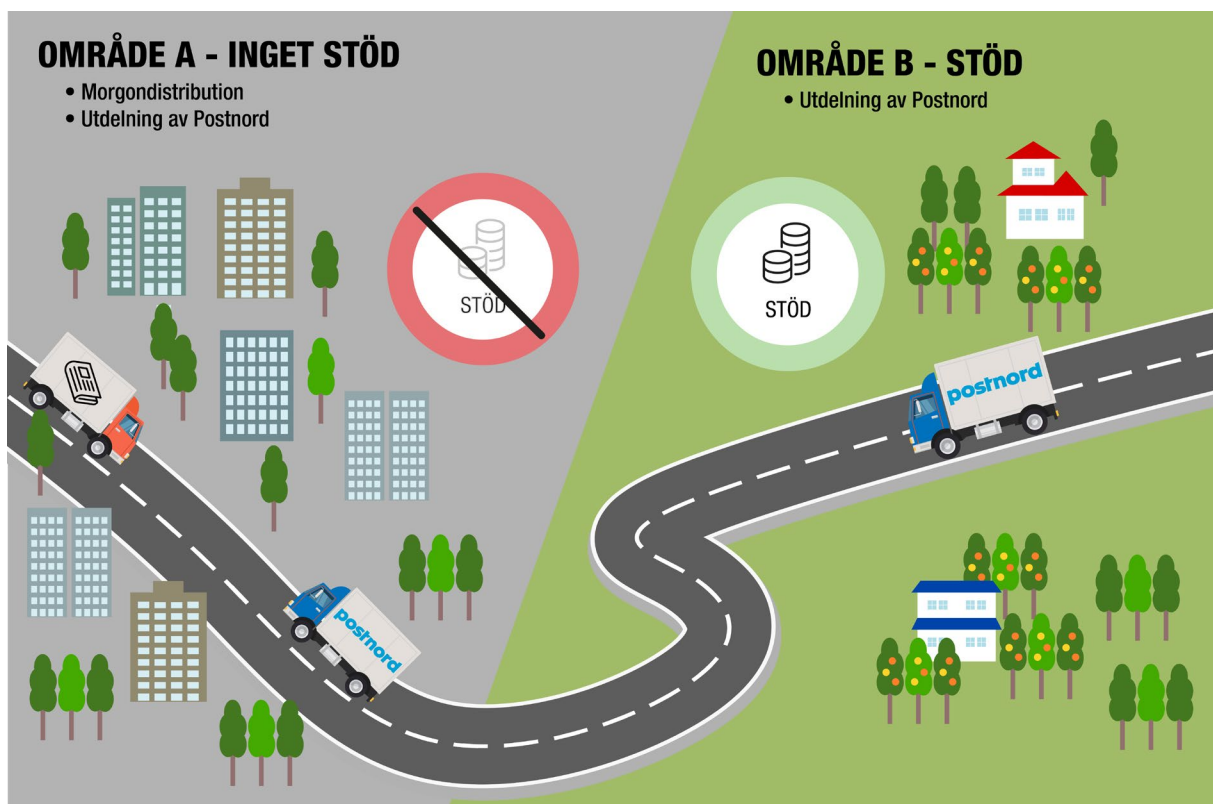 OMRÅDE A - INGET STÖD
• Morgondistribution
• Utdelning av Postnord
OMRÅDE B - STÖD
• Utdelning av Postnord
STÖD
STÖD
postnord
postnord